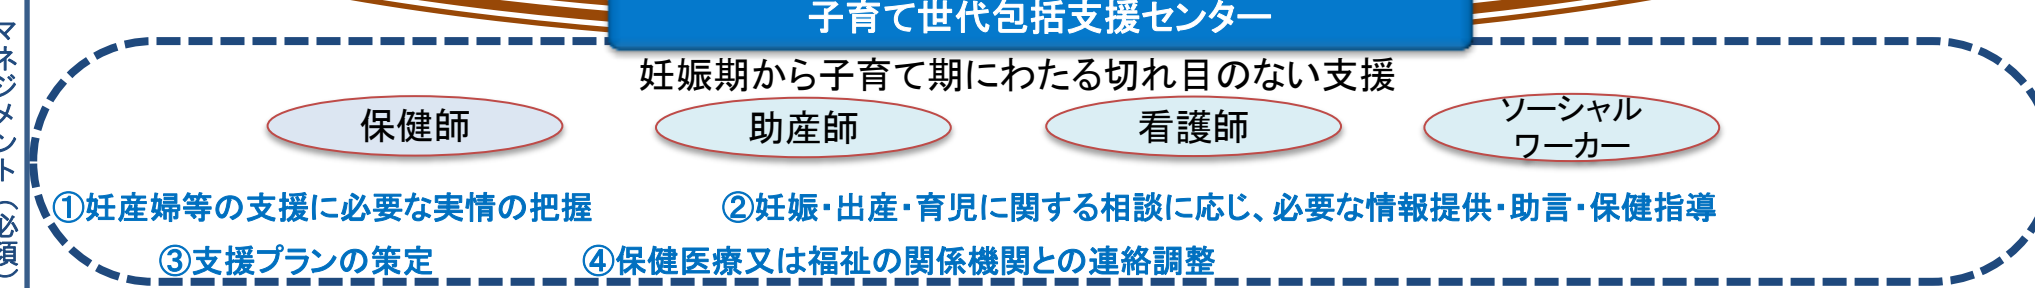 子育て世代包括支援センター
妊娠期から子育て期にわたる切れ目のない支援
保健師
助産師
看護師
ソーシャル
ワーカー
①妊産婦等の支援に必要な実情の把握
②妊娠・出産・育児に関する相談に応じ、必要な情報提供・助言・保健指導
③支援プランの策定
④保健医療又は福祉の関係機関との連絡調整
マネジメント（必須）